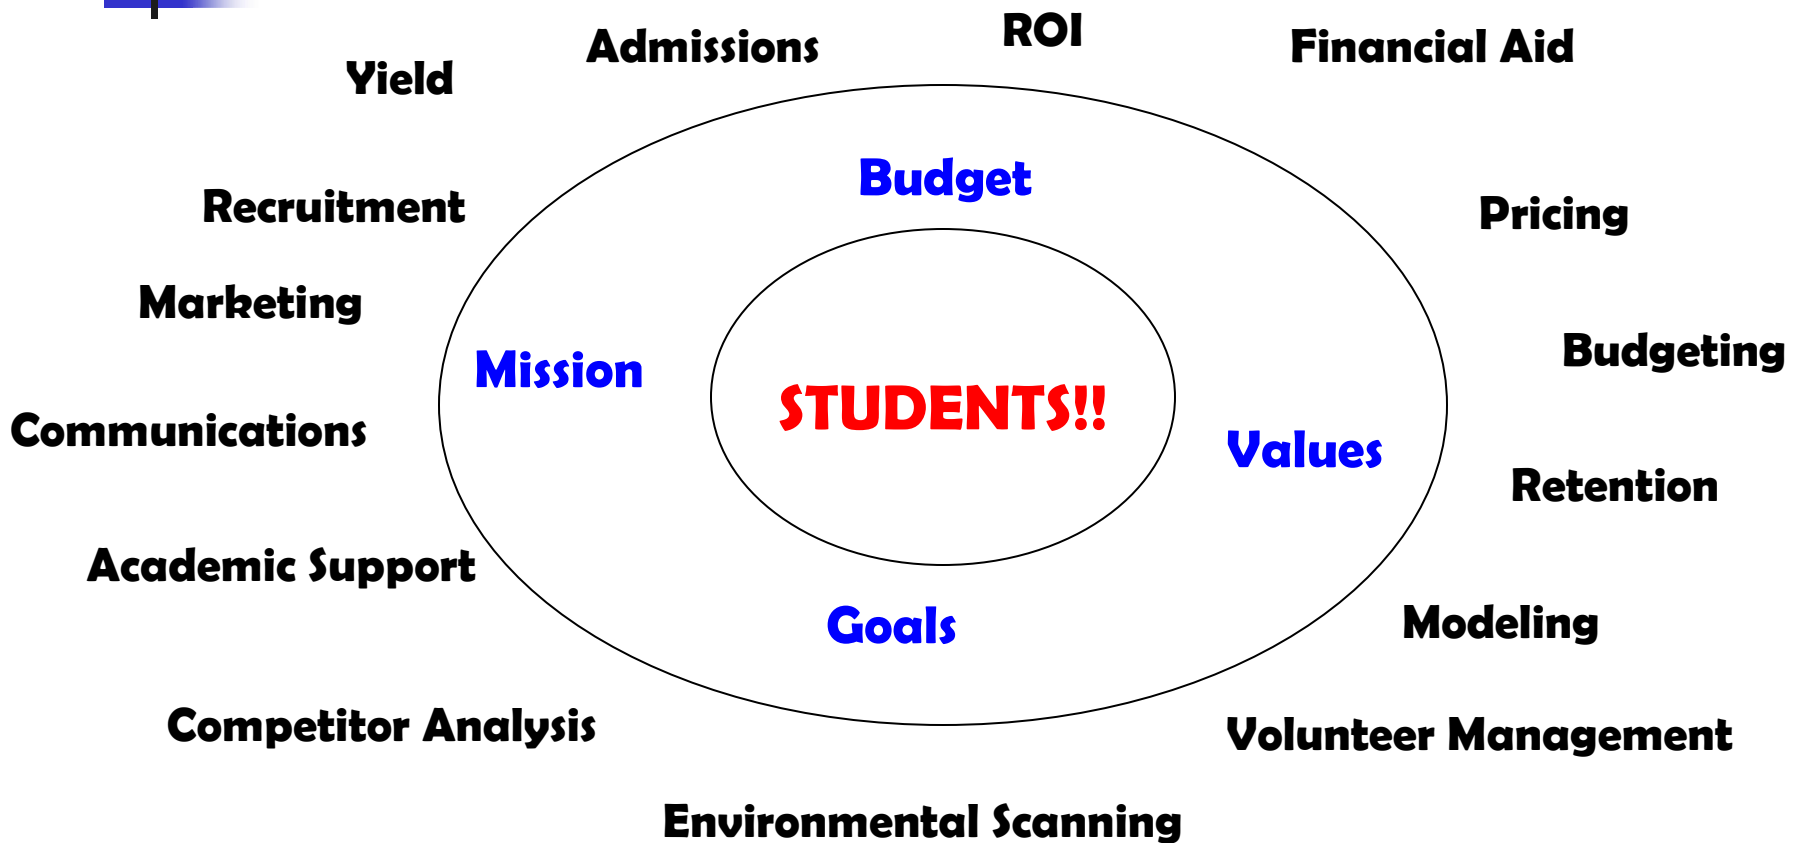 ROI
Admissions
Financial Aid
Yield
Budget
Recruitment
Pricing
Marketing
Budgeting
Mission
STUDENTS!!
Communications
Values
Retention
Academic Support
Goals
Modeling
Competitor Analysis
Volunteer Management
Environmental Scanning